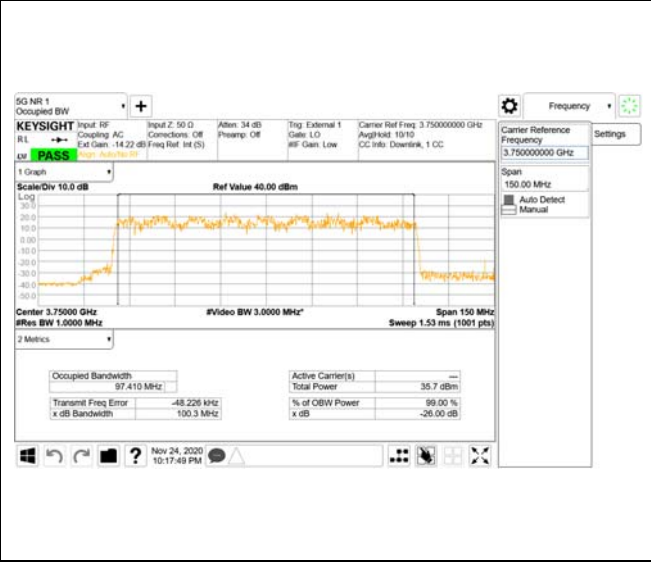 5G NR 1
Occupied BW
Frequency
KEYSIGHT Input: RF Input Z: 50 Ω Atten: 34 dB Trig: External 1 Carrier Ref Freq: 3.750000000 GHz
RL Coupling: AC Corrections: Off Preamp: Off Gate: LO Avg|Hold: 10/10
Ext Gain: -14.22 dB Freq Ref: Int (S) #IF Gain: Low CC Info: Downlink, 1 CC
PASS Align: Auto/No RF
Carrier Reference Frequency
3.750000000 GHz
Settings
Span
150.00 MHz
Auto Detect
Manual
1 Graph
Scale/Div 10.0 dB Ref Value 40.00 dBm
Log
30.0
20.0
10.0
0.00
-10.0
-20.0
-30.0
-40.0
-50.0
Center 3.75000 GHz #Video BW 3.0000 MHz* Span 150 MHz
#Res BW 1.0000 MHz Sweep 1.53 ms (1001 pts)
2 Metrics
Occupied Bandwidth
97.410 MHz
Transmit Freq Error -48.226 kHz
x dB Bandwidth 100.3 MHz
Active Carrier(s) —
Total Power 35.7 dBm
% of OBW Power 99.00 %
x dB -26.00 dB
Nov 24, 2020
10:17:49 PM